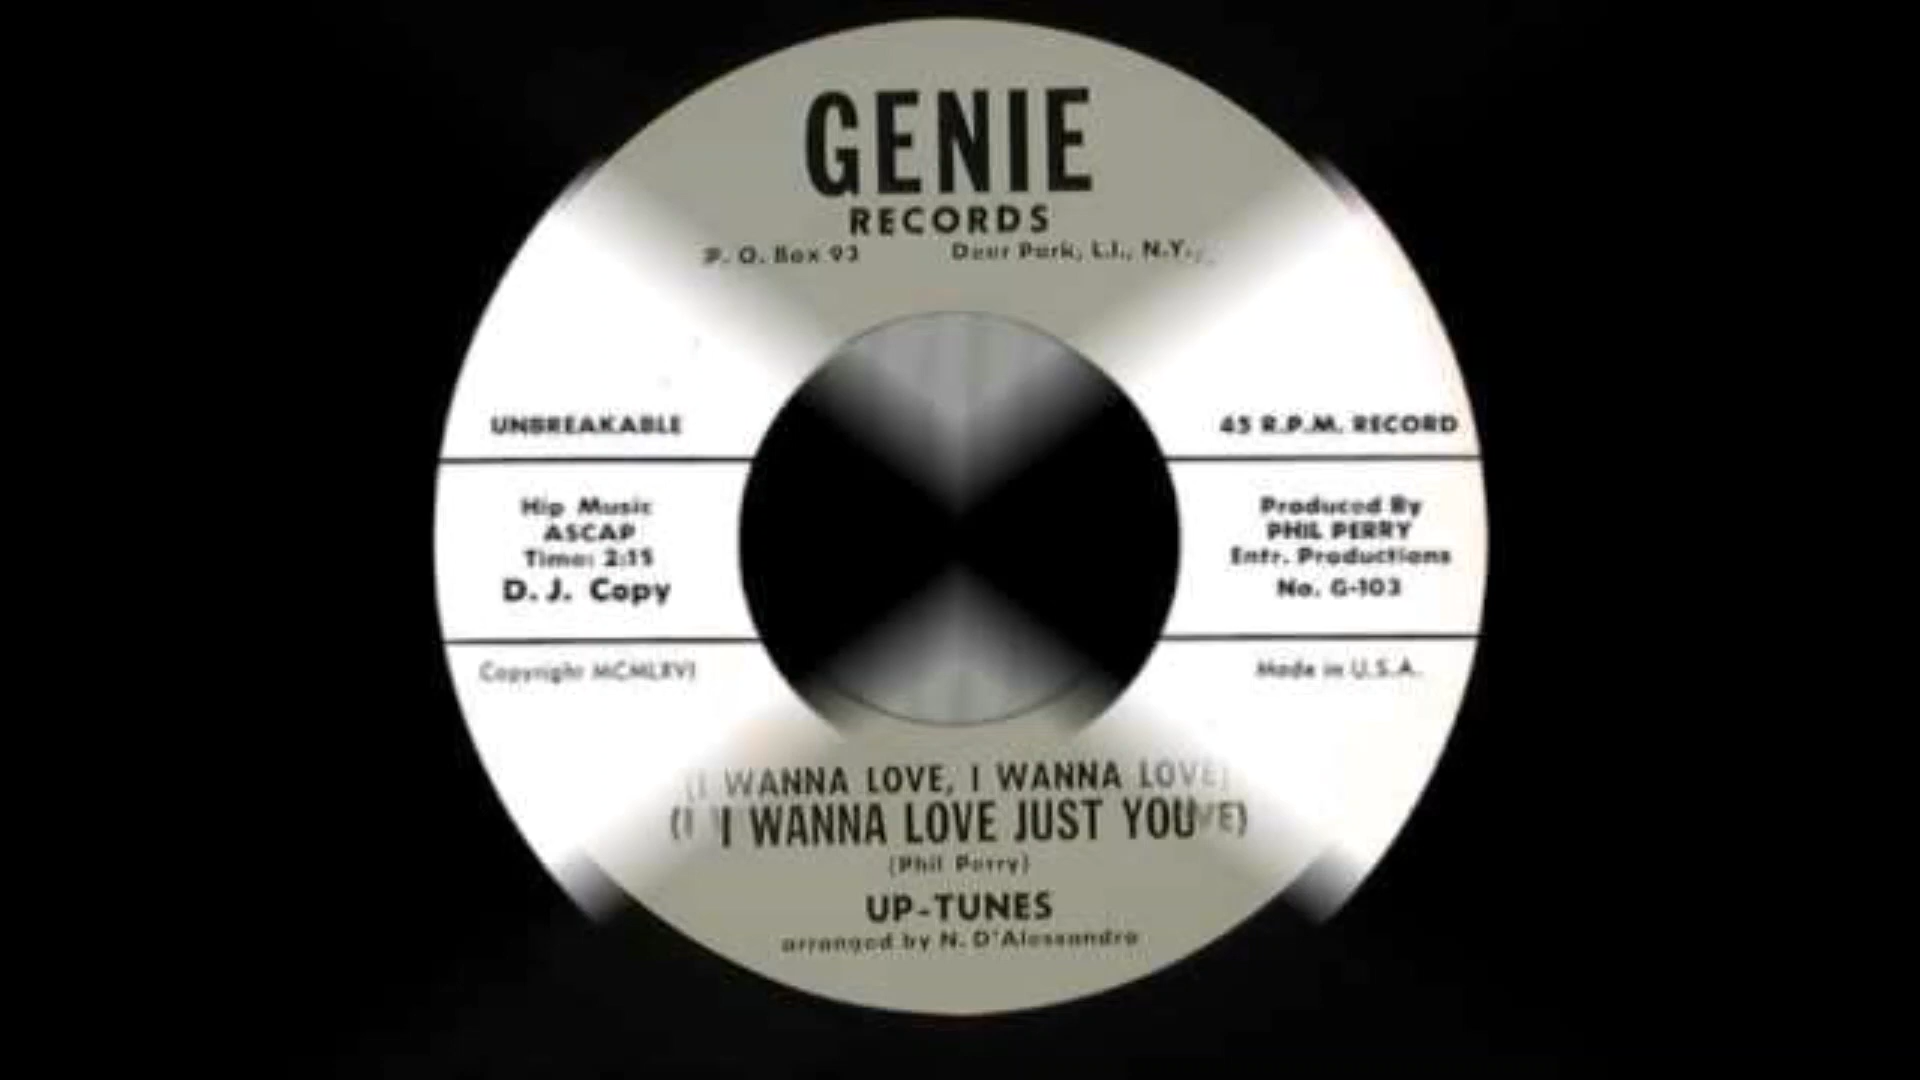 GENIE
RECORDS
P. O. Box 93 Deer Park, L.I., N.Y.
UNBREAKABLE
45 R.P.M. RECORD
Hip Music
ASCAP
Time: 2:15
D. J. Copy
Produced By
PHIL PERRY
Entr. Productions
No. G-103
Copyright MCMLXVI
Made in U.S.A.
(I WANNA LOVE, I WANNA LOVE)
I WANNA LOVE JUST YOU
(Phil Perry)
UP-TUNES
arranged by N. D'Alessandro